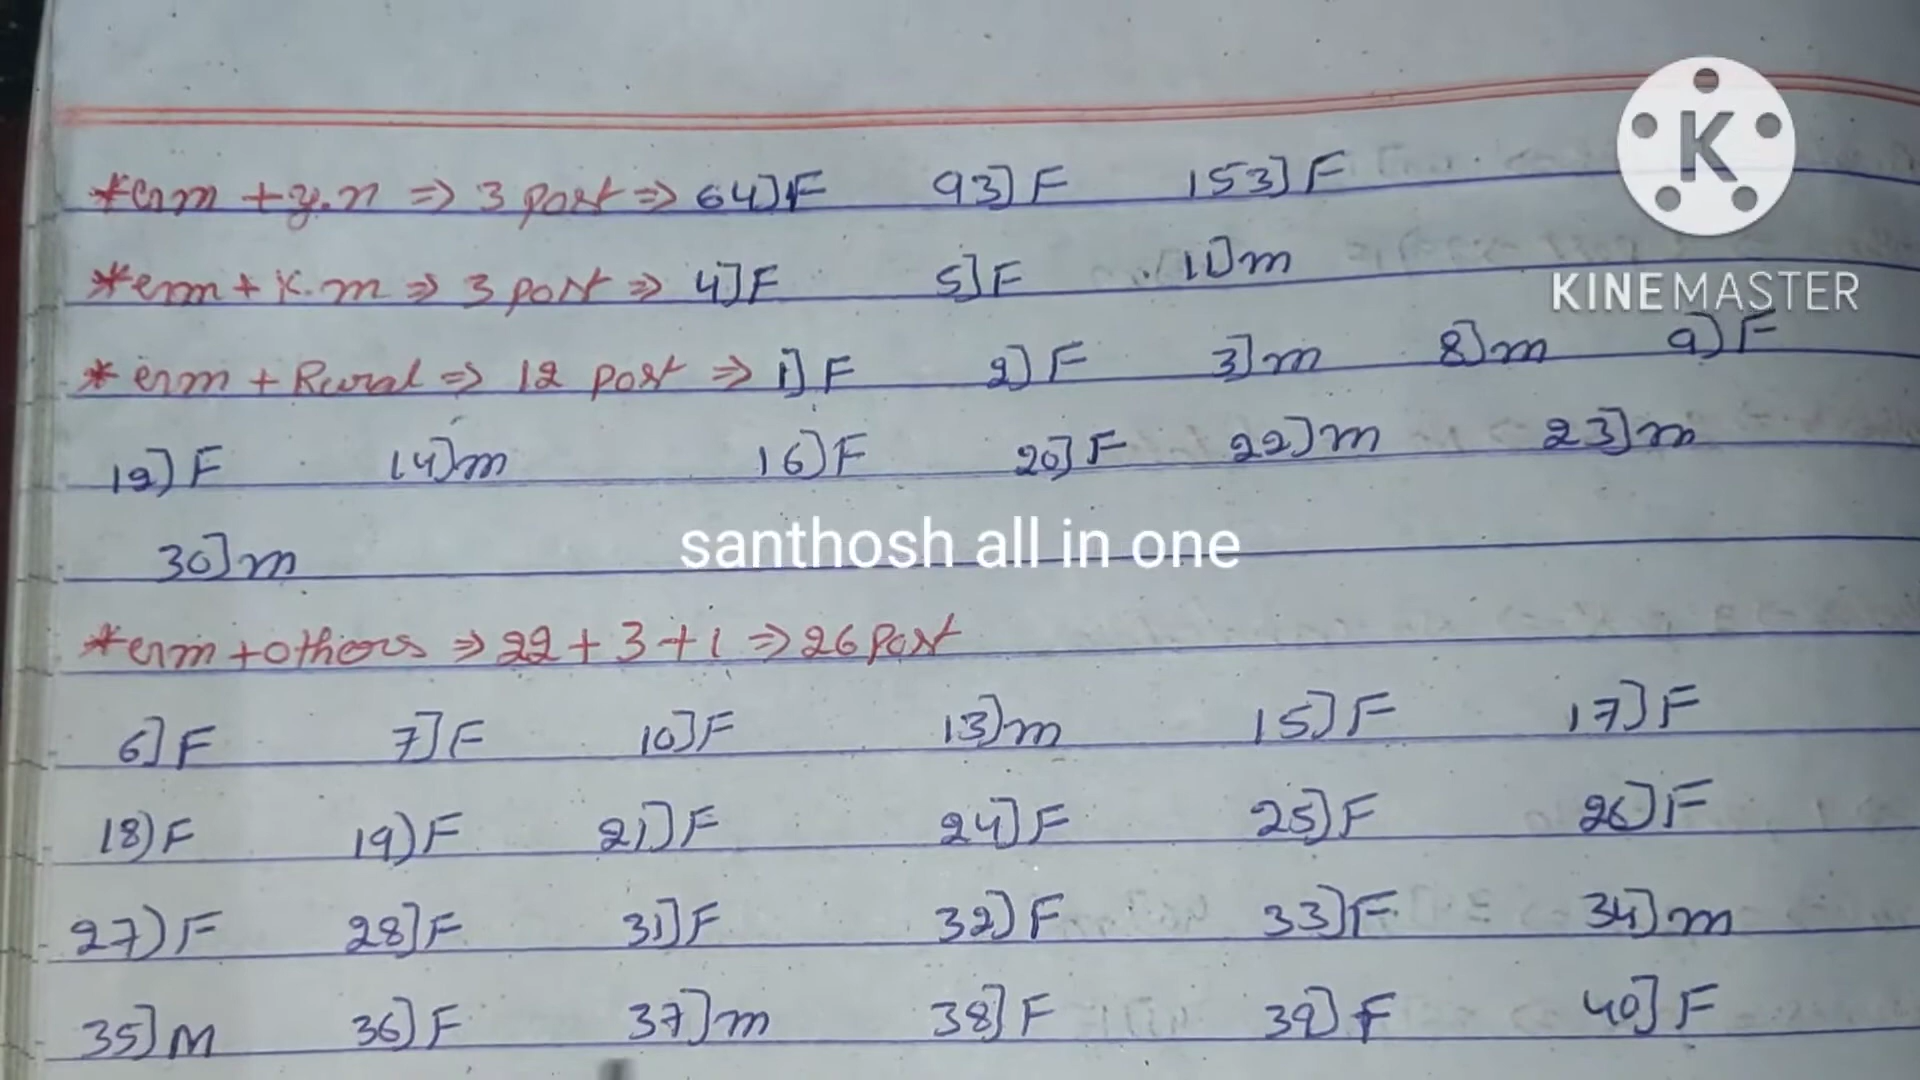 *erm + y.n => 3 post => 64]F 93]F 153]F
*erm + K.m => 3 post => 4]F 5]F 11]m
*erm + Rural => 12 post => 1]F 2]F 3]m 8]m 9]F
12)F 14)m 16)F 20]F 22]m 23]m
30]m
*erm + others => 22 + 3 + 1 => 26 Post
6]F 7]F 10]F 13)m 15]F 17]F
18)F 19)F 21]F 24]F 25]F 26]F
27)F 28]F 31]F 32)F 33]F 34]m
35]M 36]F 37]m 38]F 39]F 40]F
santhosh all in one
K
KINEMASTER